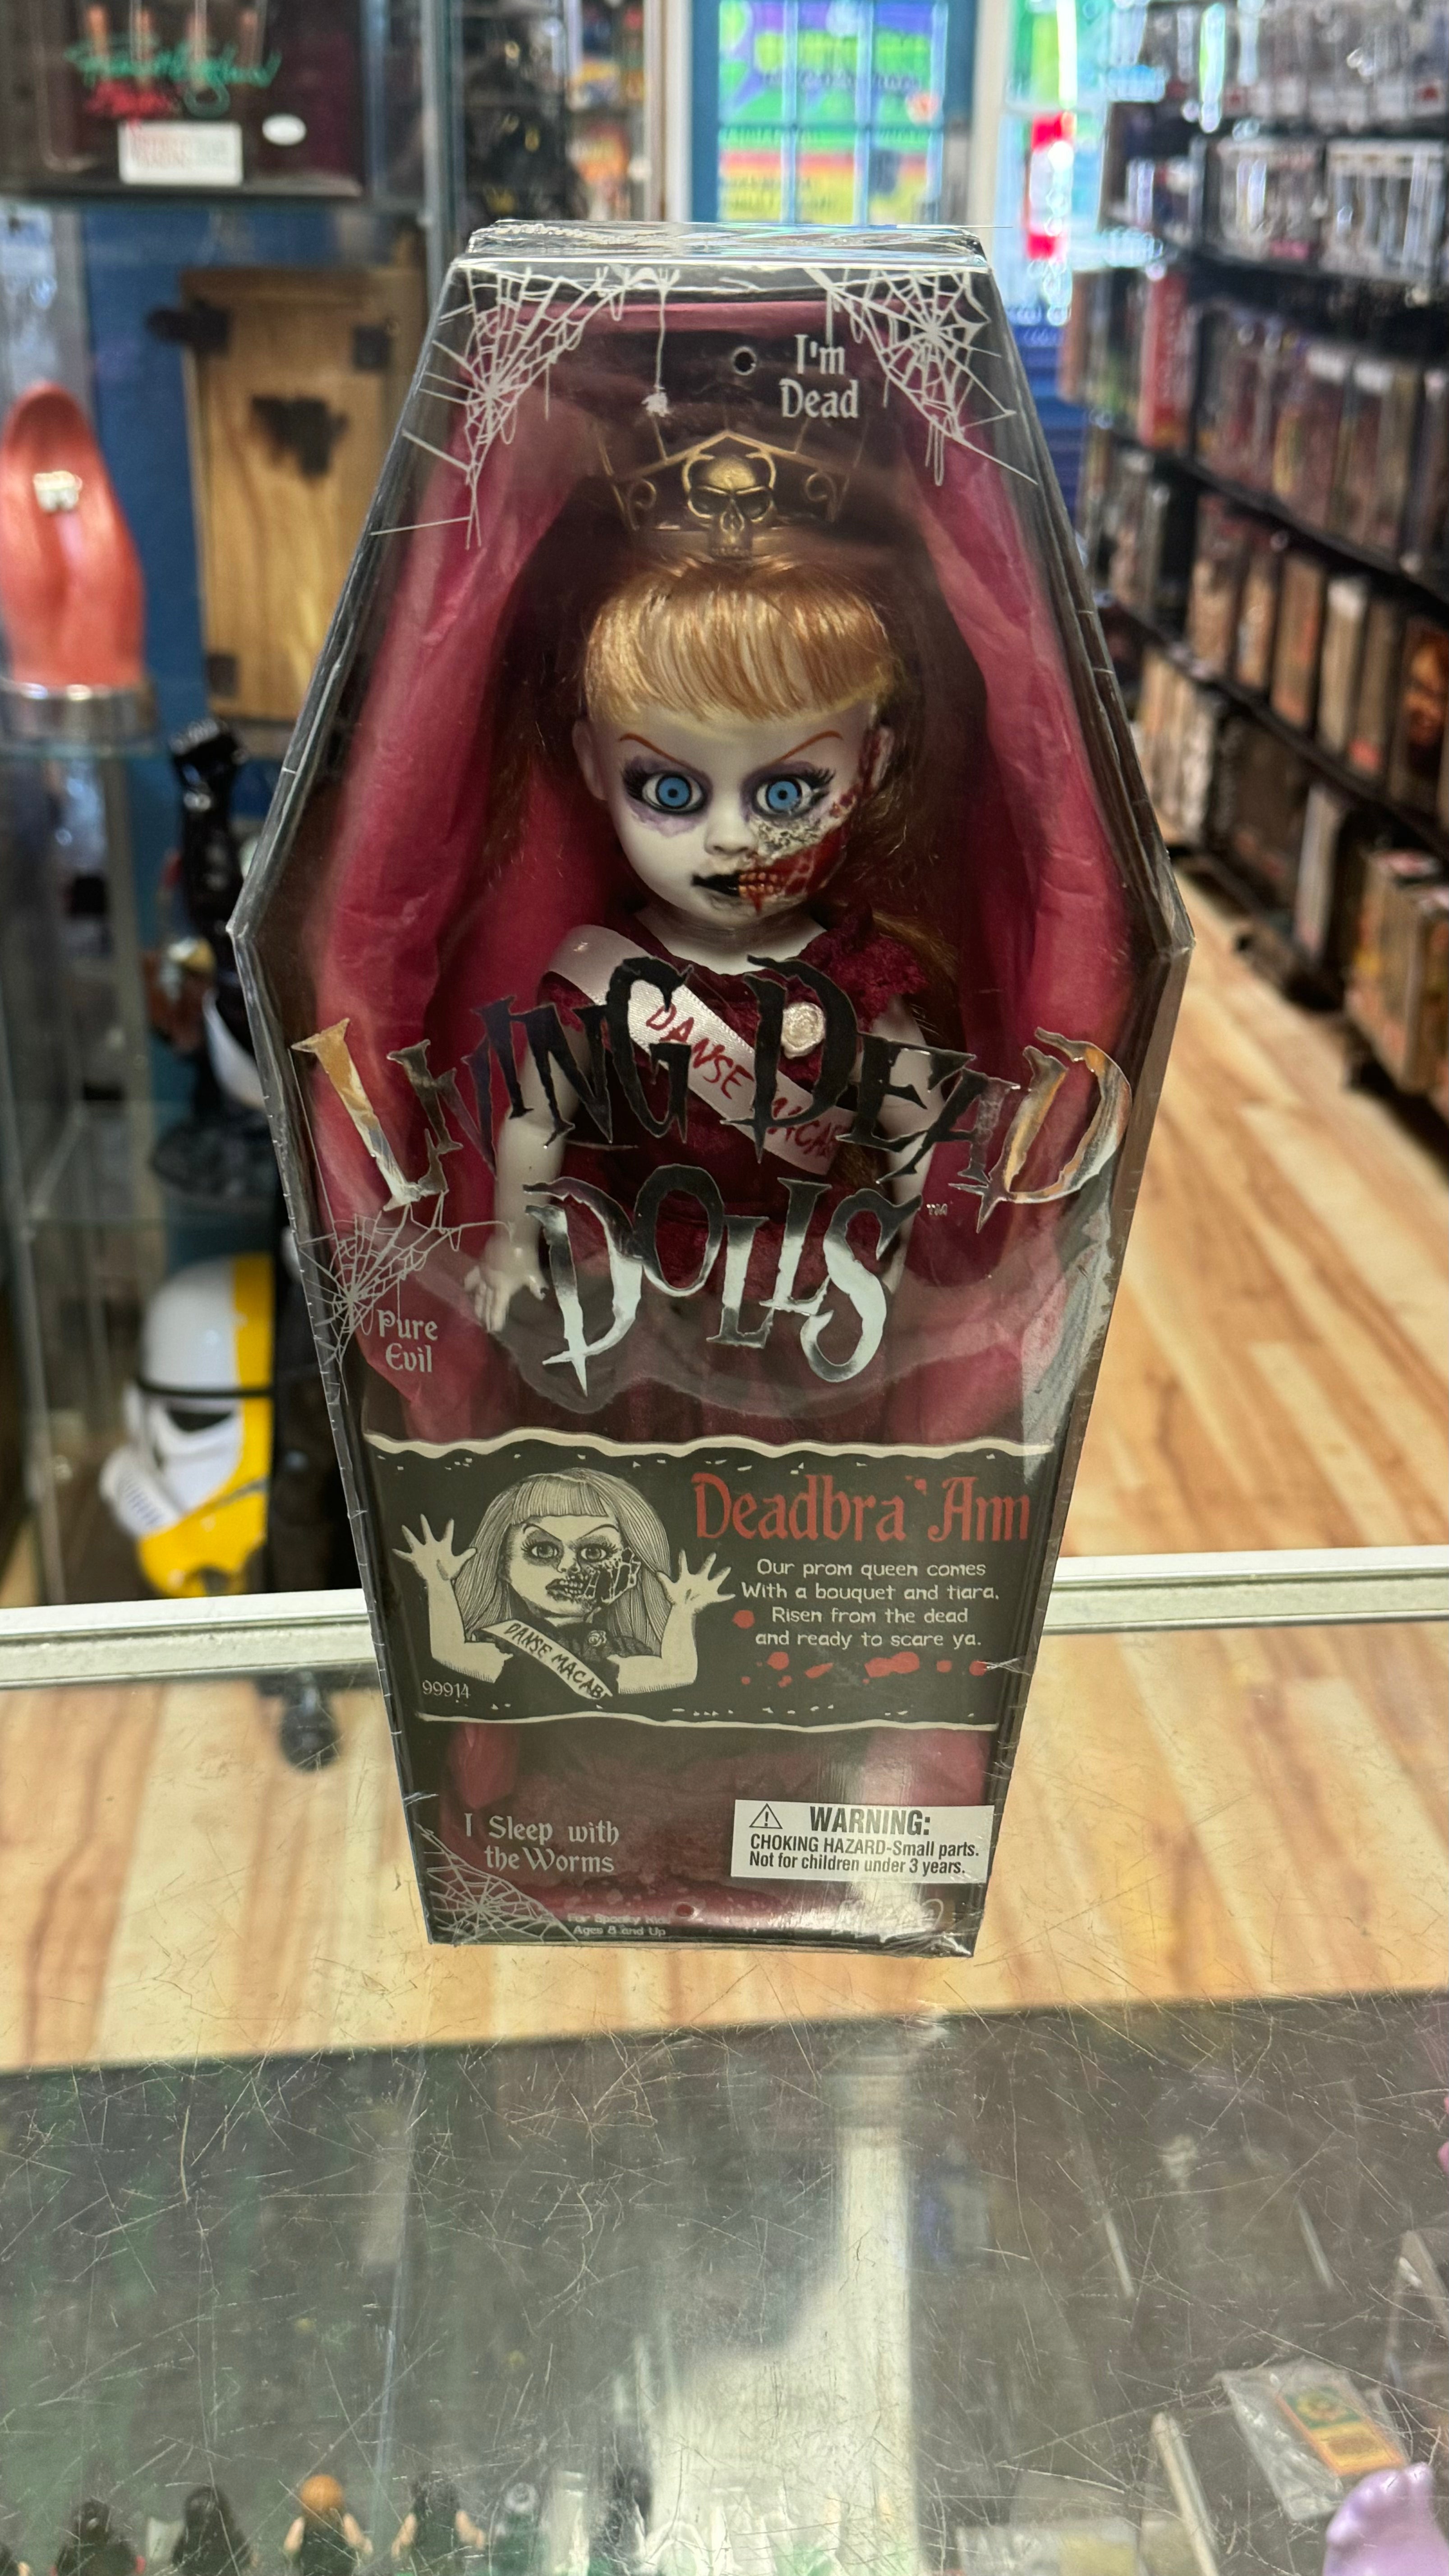 I'm
Dead
DANSE
LIVING DEAD
DOLLS™
Pure
Evil
Deadbra Ann
Our prom queen comes
With a bouquet and tiara.
Risen from the dead
and ready to scare ya.
DANSE MACAB
99914
I Sleep with
the Worms
WARNING:
CHOKING HAZARD-Small parts.
Not for children under 3 years.
Ages 8 and Up